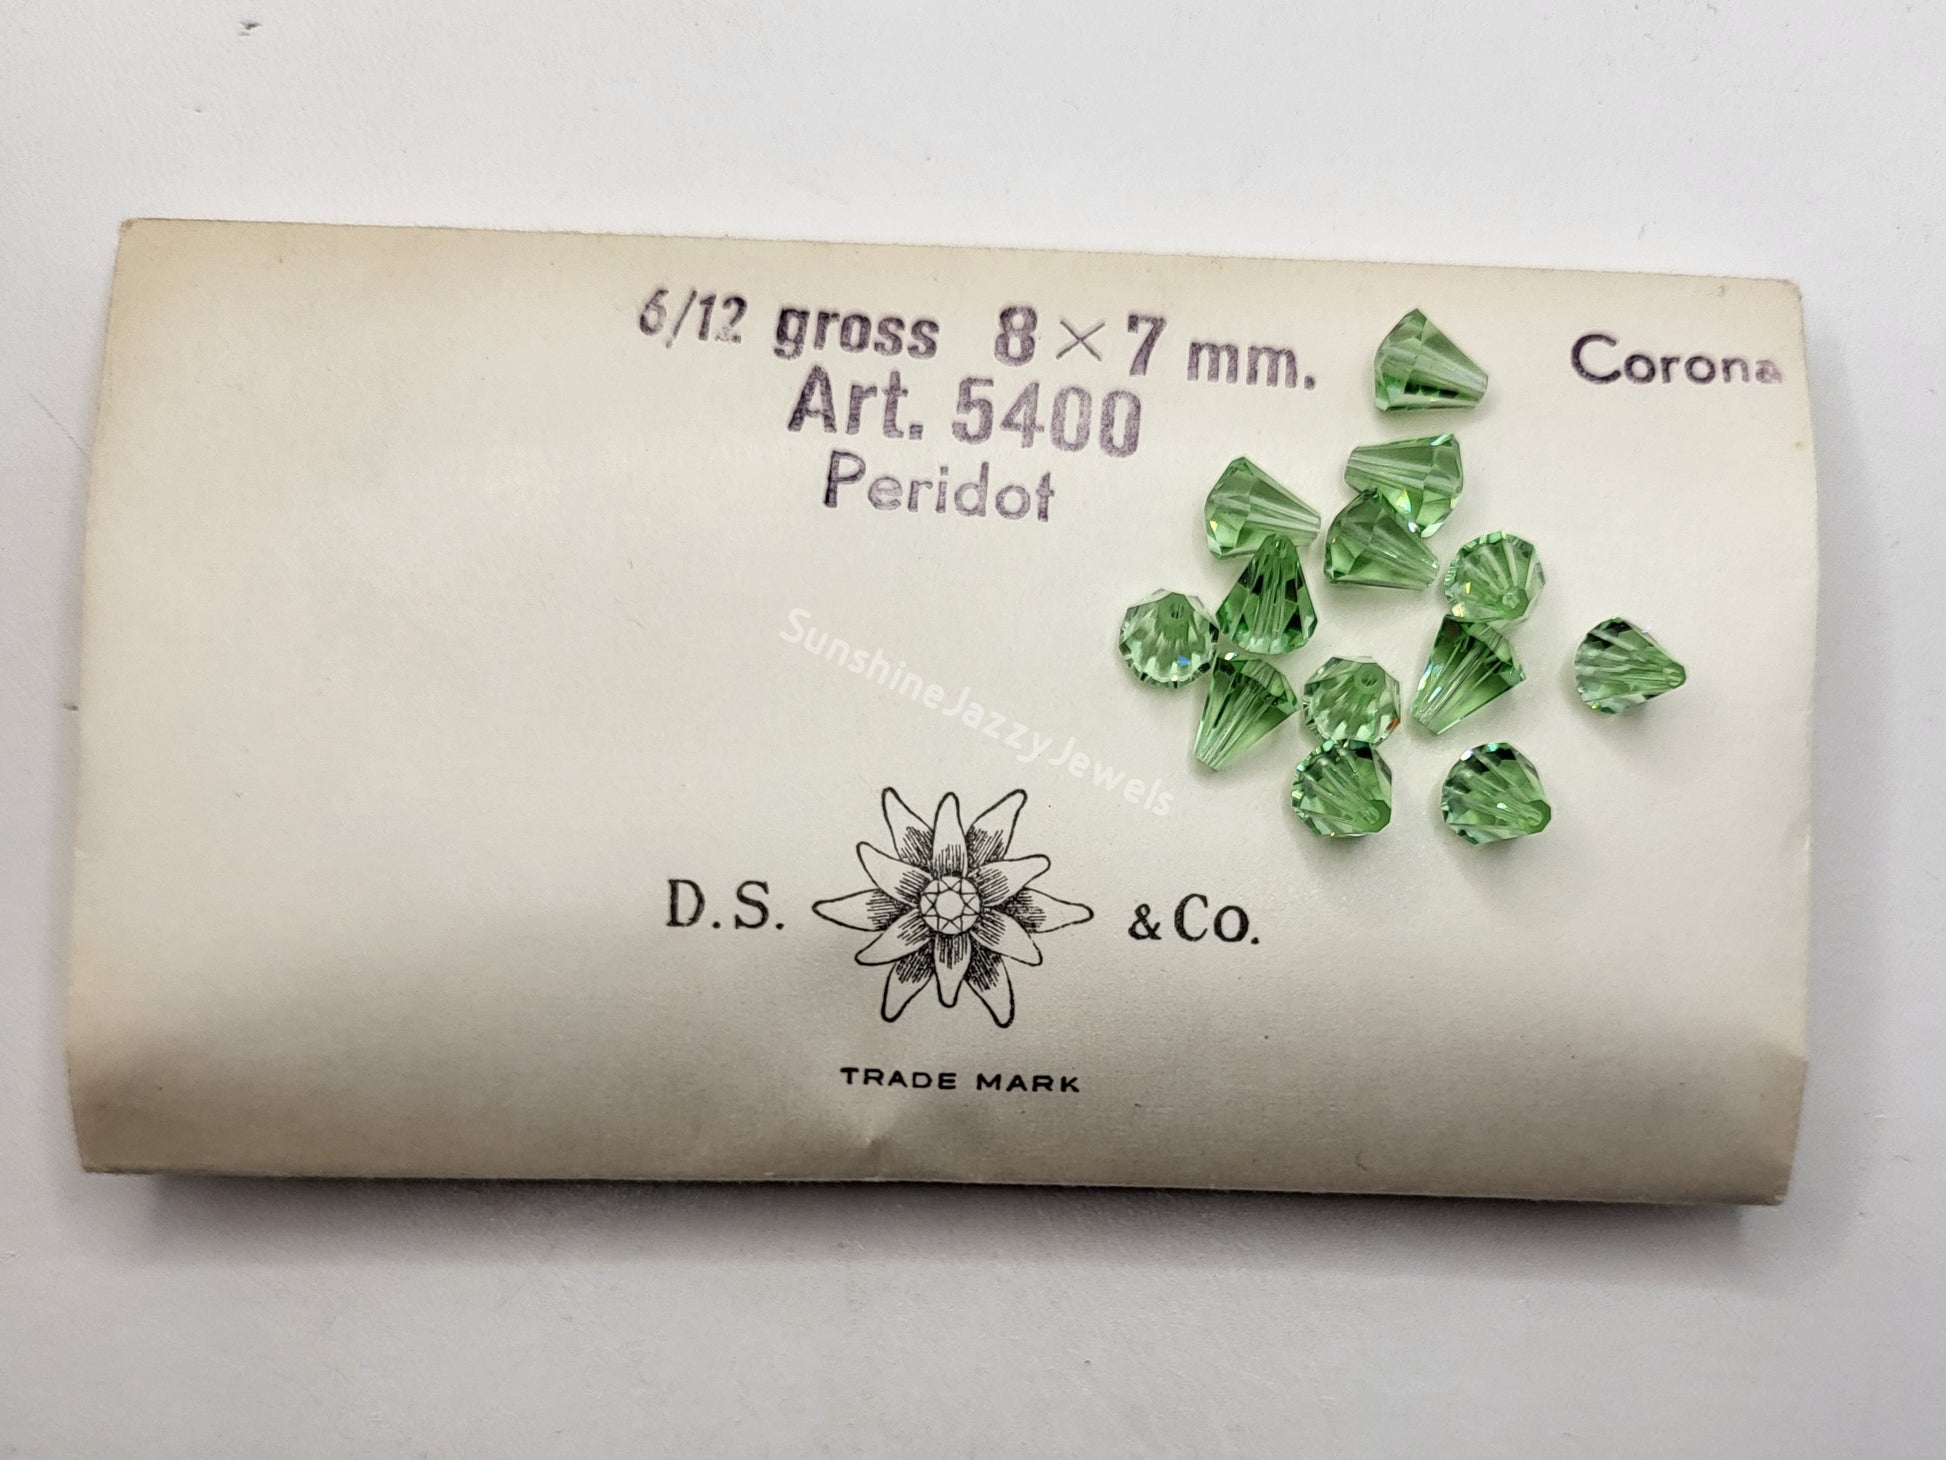 6/12 gross 8×7 mm.
Corona
Art. 5400
Peridot
SunshineJazzyJewels
D.S. & Co.
TRADE MARK